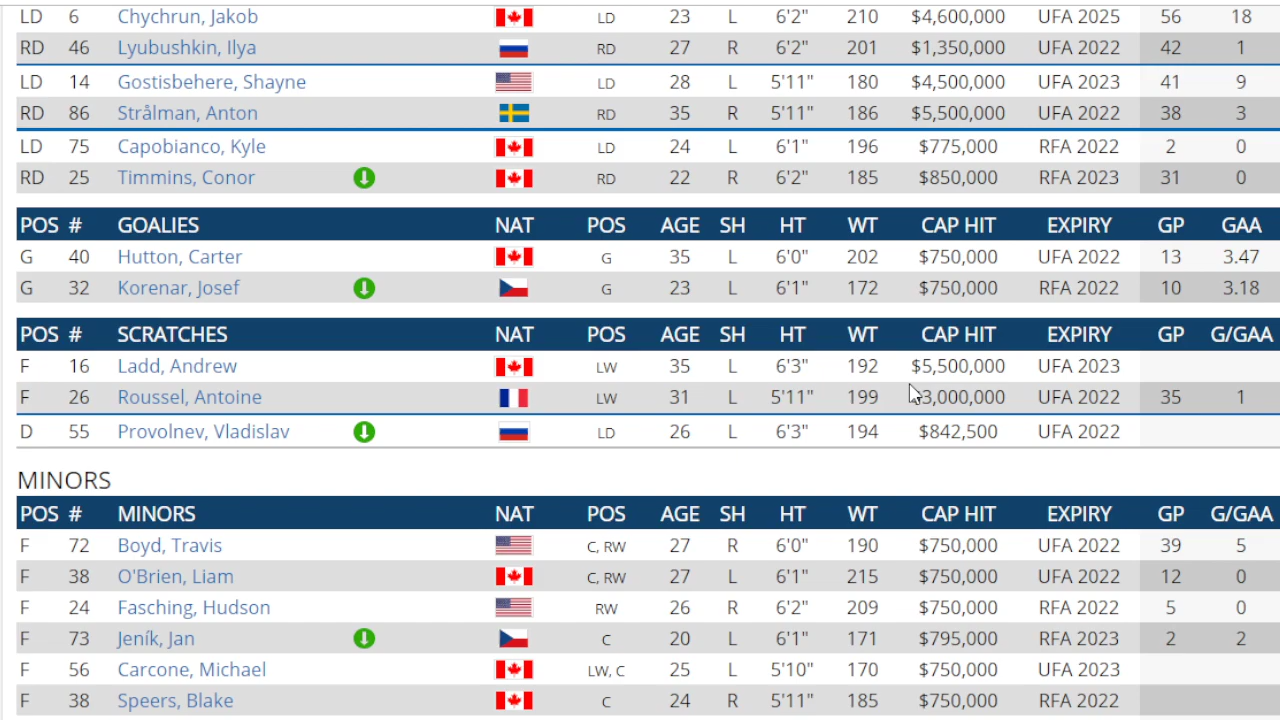 LD 6 Chychrun, Jakob LD 23 L 6'2" 210 $4,600,000 UFA 2025 56 18
RD 46 Lyubushkin, Ilya RD 27 R 6'2" 201 $1,350,000 UFA 2022 42 1
LD 14 Gostisbehere, Shayne LD 28 L 5'11" 180 $4,500,000 UFA 2023 41 9
RD 86 Strålman, Anton RD 35 R 5'11" 186 $5,500,000 UFA 2022 38 3
LD 75 Capobianco, Kyle LD 24 L 6'1" 196 $775,000 RFA 2022 2 0
RD 25 Timmins, Conor RD 22 R 6'2" 185 $850,000 RFA 2023 31 0
POS # GOALIES NAT POS AGE SH HT WT CAP HIT EXPIRY GP GAA
G 40 Hutton, Carter G 35 L 6'0" 202 $750,000 UFA 2022 13 3.47
G 32 Korenar, Josef G 23 L 6'1" 172 $750,000 RFA 2022 10 3.18
POS # SCRATCHES NAT POS AGE SH HT WT CAP HIT EXPIRY GP G/GAA
F 16 Ladd, Andrew LW 35 L 6'3" 192 $5,500,000 UFA 2023
F 26 Roussel, Antoine LW 31 L 5'11" 199 3,000,000 UFA 2022 35 1
D 55 Provolnev, Vladislav LD 26 L 6'3" 194 $842,500 UFA 2022
MINORS
POS # MINORS NAT POS AGE SH HT WT CAP HIT EXPIRY GP G/GAA
F 72 Boyd, Travis C, RW 27 R 6'0" 190 $750,000 UFA 2022 39 5
F 38 O'Brien, Liam C, RW 27 L 6'1" 215 $750,000 UFA 2022 12 0
F 24 Fasching, Hudson RW 26 R 6'2" 209 $750,000 RFA 2022 5 0
F 73 Jeník, Jan C 20 L 6'1" 171 $795,000 RFA 2023 2 2
F 56 Carcone, Michael LW, C 25 L 5'10" 170 $750,000 UFA 2023
F 38 Speers, Blake C 24 R 5'11" 185 $750,000 RFA 2022